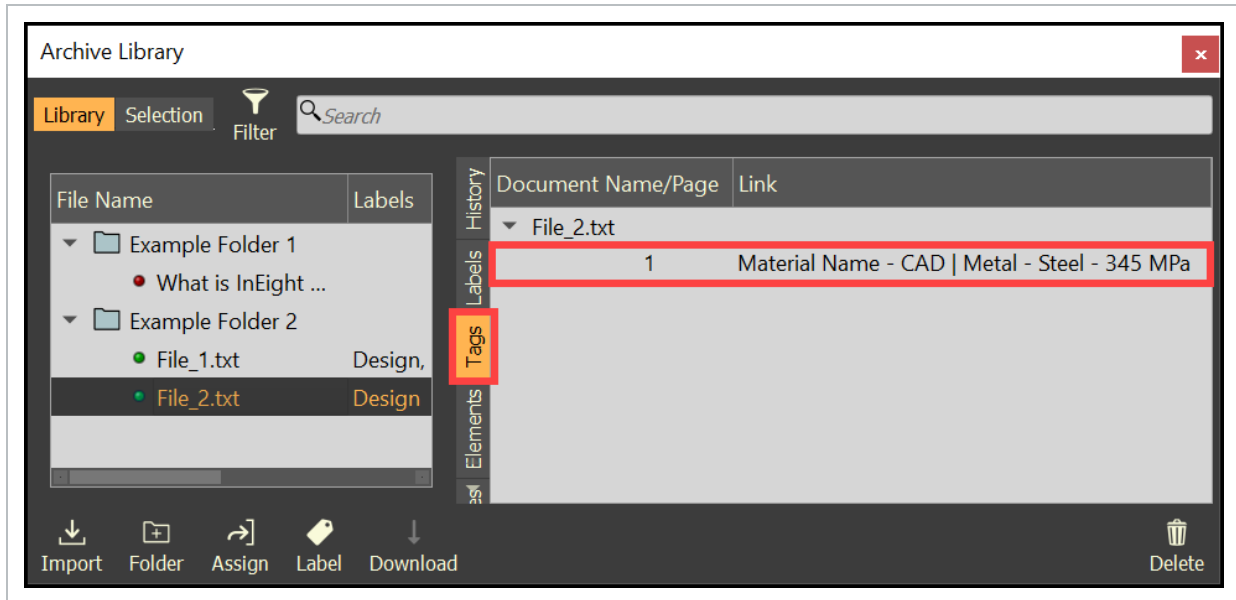 Archive Library
Library Selection Filter Search
File Name Labels
Example Folder 1
What is InEight ...
Example Folder 2
File_1.txt Design,
File_2.txt Design
History
Labels
Tags
Elements
es
Document Name/Page Link
File_2.txt
1 Material Name - CAD | Metal - Steel - 345 MPa
Import Folder Assign Label Download Delete